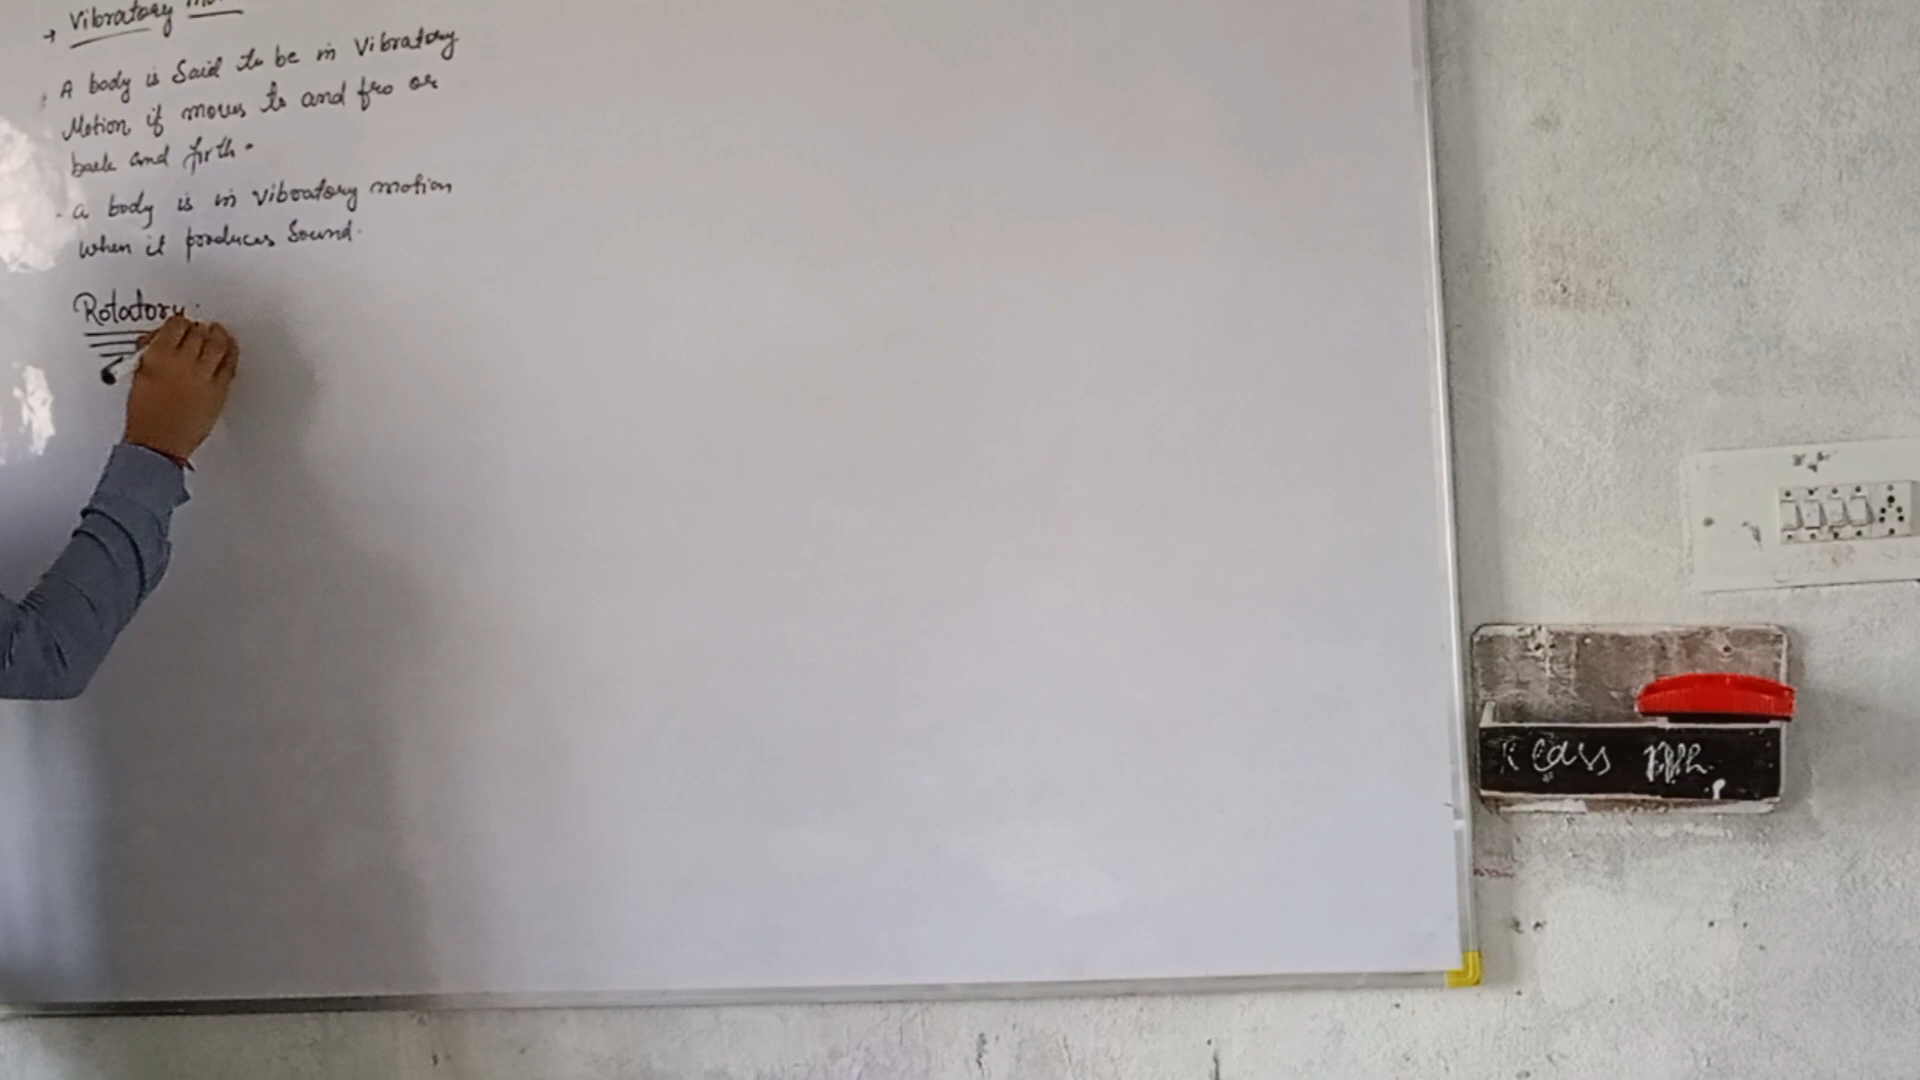 → Vibratory
A body is Said to be in Vibratory
Motion if moves to and fro or
back and forth.
- a body is in vibratory motion
when it produces Sound.
Rotatory: